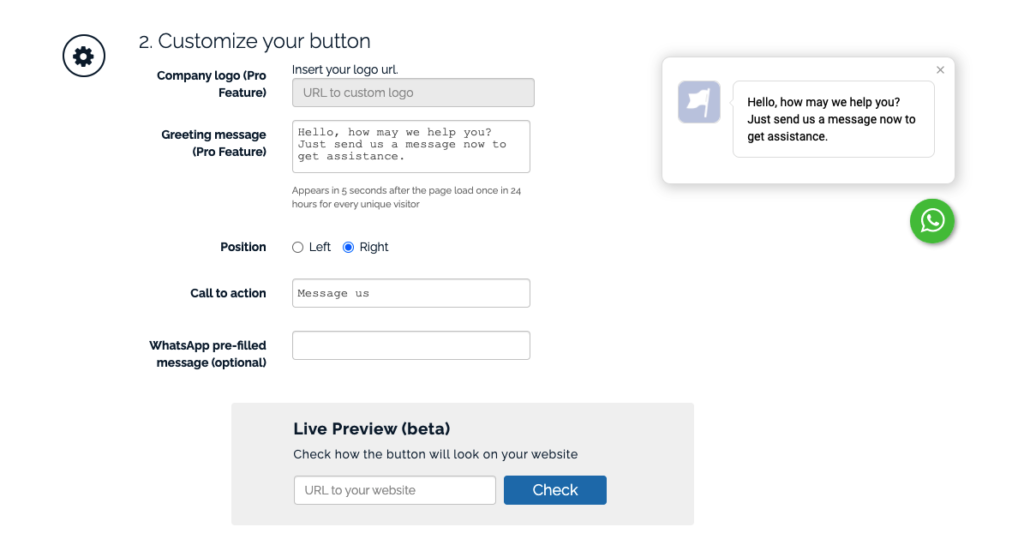 2. Customize your button
Company logo (Pro
Feature)
Insert your logo url.
URL to custom logo
Greeting message
(Pro Feature)
Hello, how may we help you?
Just send us a message now to
get assistance.
Appears in 5 seconds after the page load once in 24
hours for every unique visitor
Position
Left
Right
Call to action
Message us
WhatsApp pre-filled
message (optional)
Live Preview (beta)
Check how the button will look on your website
URL to your website
Check
Hello, how may we help you?
Just send us a message now to
get assistance.